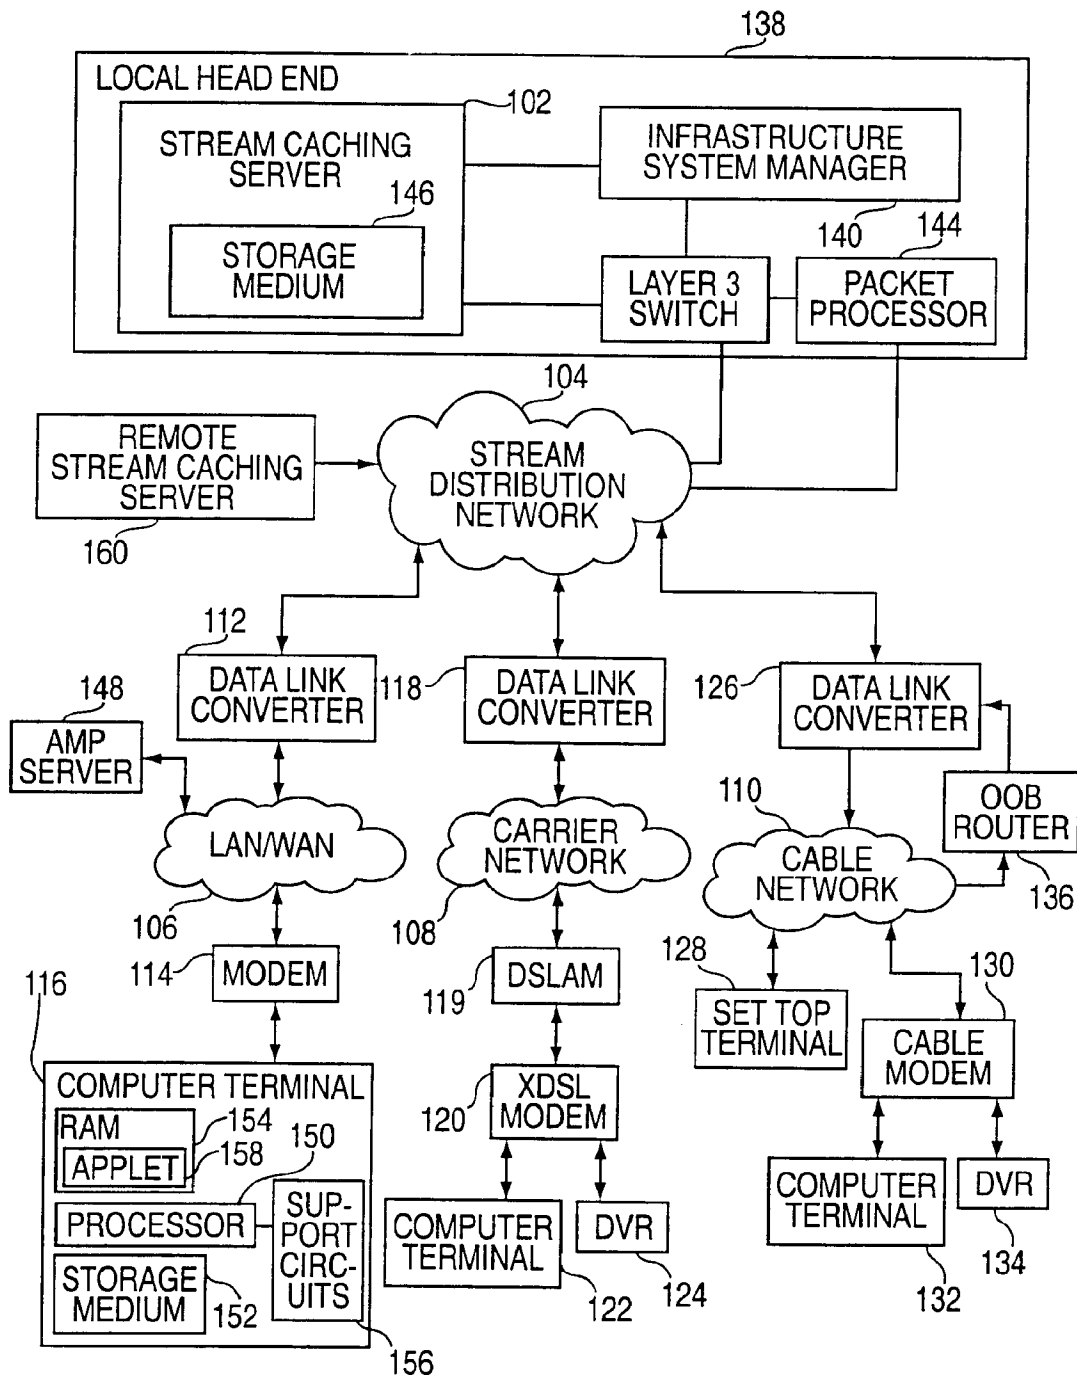 138
LOCAL HEAD END
102
STREAM CACHING
SERVER
146
STORAGE
MEDIUM
INFRASTRUCTURE
SYSTEM MANAGER
140
144
LAYER 3
SWITCH
PACKET
PROCESSOR
104
REMOTE
STREAM CACHING
SERVER
160
STREAM
DISTRIBUTION
NETWORK
112
DATA LINK
CONVERTER
118
DATA LINK
CONVERTER
126
DATA LINK
CONVERTER
148
AMP
SERVER
LAN/WAN
106
CARRIER
NETWORK
108
110
CABLE
NETWORK
OOB
ROUTER
136
114
MODEM
119
DSLAM
128
SET TOP
TERMINAL
130
CABLE
MODEM
116
COMPUTER TERMINAL
RAM
154
APPLET
158
150
PROCESSOR
SUP-
PORT
CIRC-
UITS
STORAGE
MEDIUM
152
156
120
XDSL
MODEM
COMPUTER
TERMINAL
122
DVR
124
COMPUTER
TERMINAL
132
DVR
134